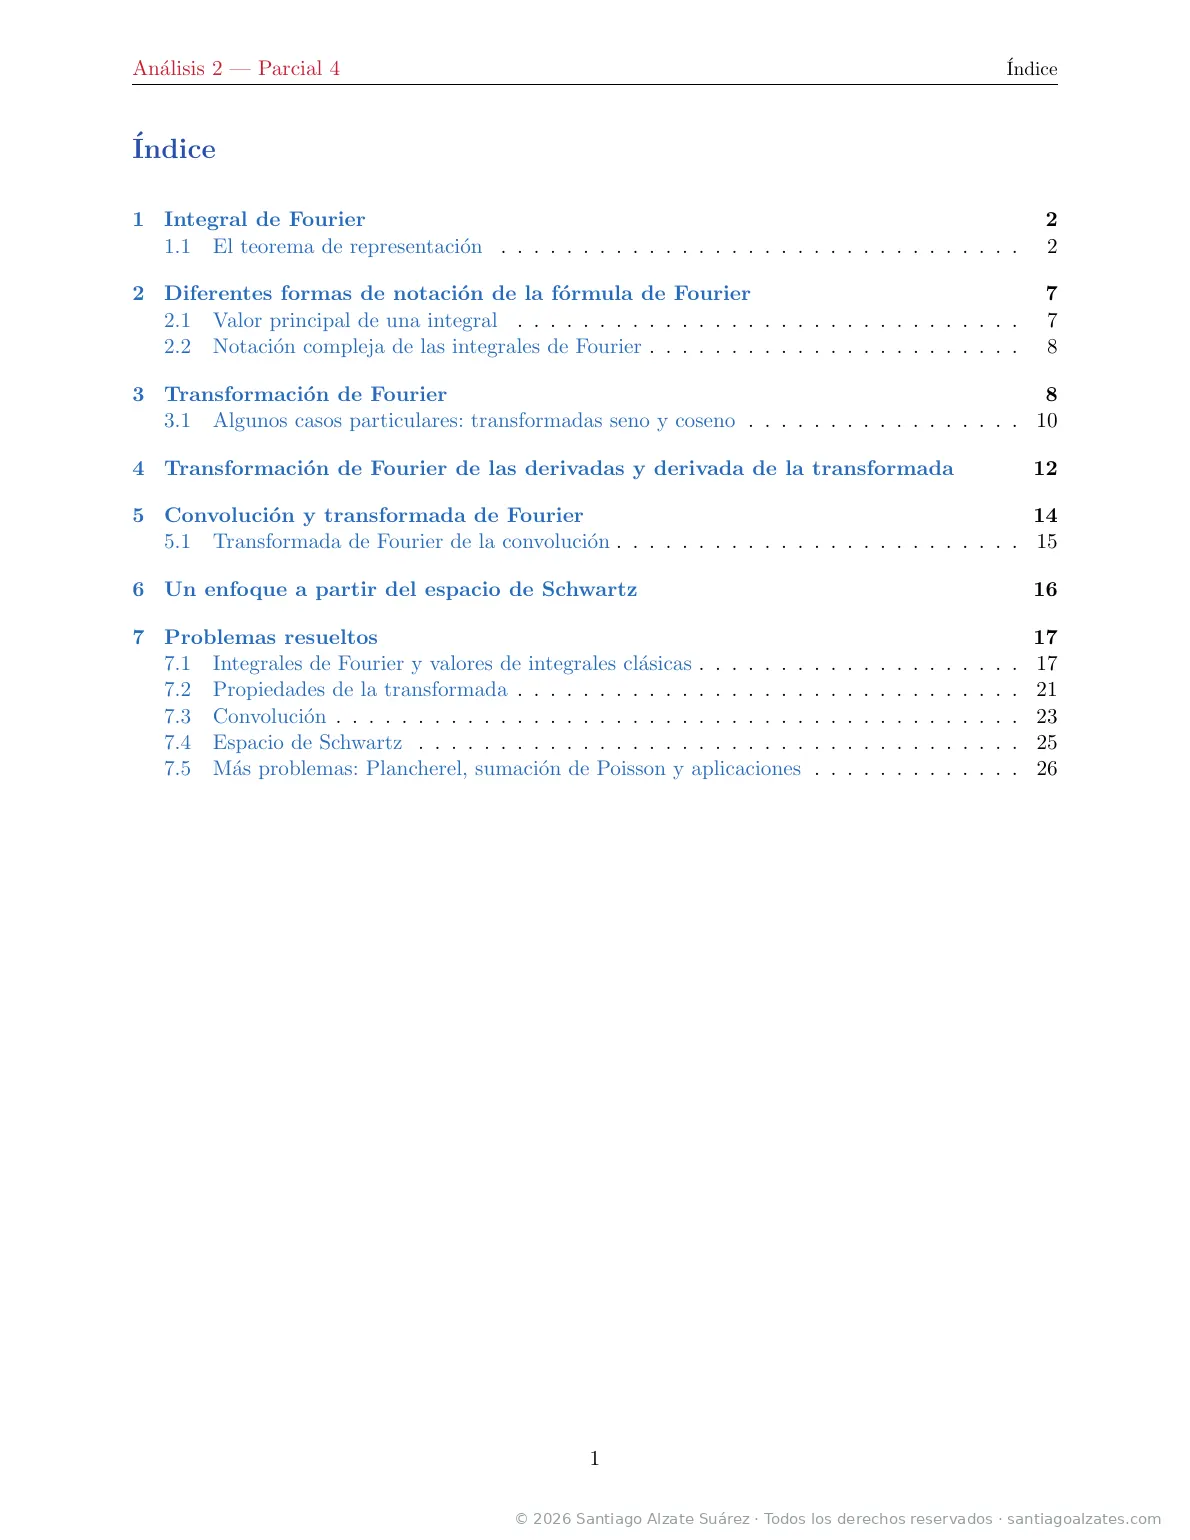 Análisis 2 — Parcial 4 Índice
Índice
1 Integral de Fourier 2
1.1 El teorema de representación . . . . . . . . . . . . . . . . . . . . . . . . . . . . . . . . 2
2 Diferentes formas de notación de la fórmula de Fourier 7
2.1 Valor principal de una integral . . . . . . . . . . . . . . . . . . . . . . . . . . . . . . . 7
2.2 Notación compleja de las integrales de Fourier . . . . . . . . . . . . . . . . . . . . . . . 8
3 Transformación de Fourier 8
3.1 Algunos casos particulares: transformadas seno y coseno . . . . . . . . . . . . . . . . . 10
4 Transformación de Fourier de las derivadas y derivada de la transformada 12
5 Convolución y transformada de Fourier 14
5.1 Transformada de Fourier de la convolución . . . . . . . . . . . . . . . . . . . . . . . . . 15
6 Un enfoque a partir del espacio de Schwartz 16
7 Problemas resueltos 17
7.1 Integrales de Fourier y valores de integrales clásicas . . . . . . . . . . . . . . . . . . . . 17
7.2 Propiedades de la transformada . . . . . . . . . . . . . . . . . . . . . . . . . . . . . . . 21
7.3 Convolución . . . . . . . . . . . . . . . . . . . . . . . . . . . . . . . . . . . . . . . . . . 23
7.4 Espacio de Schwartz . . . . . . . . . . . . . . . . . . . . . . . . . . . . . . . . . . . . . 25
7.5 Más problemas: Plancherel, sumación de Poisson y aplicaciones . . . . . . . . . . . . . 26
1
© 2026 Santiago Alzate Suárez · Todos los derechos reservados · santiagoalzates.com